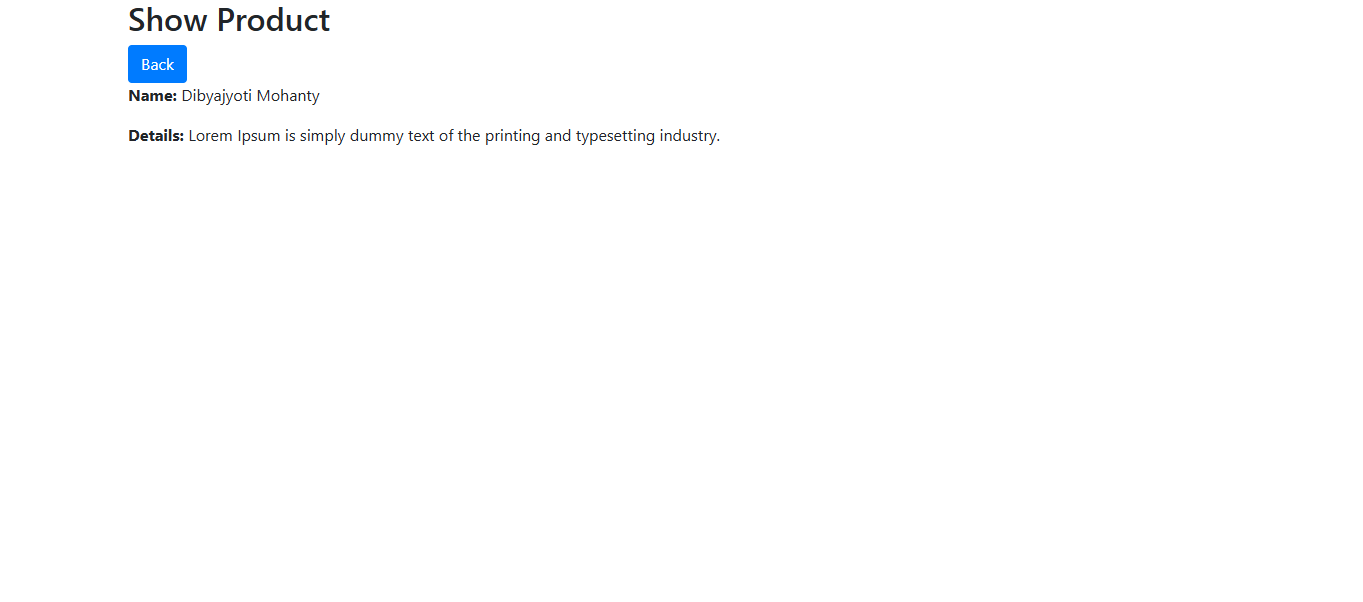 Show Product
Back
Name: Dibyajyoti Mohanty
Details: Lorem Ipsum is simply dummy text of the printing and typesetting industry.